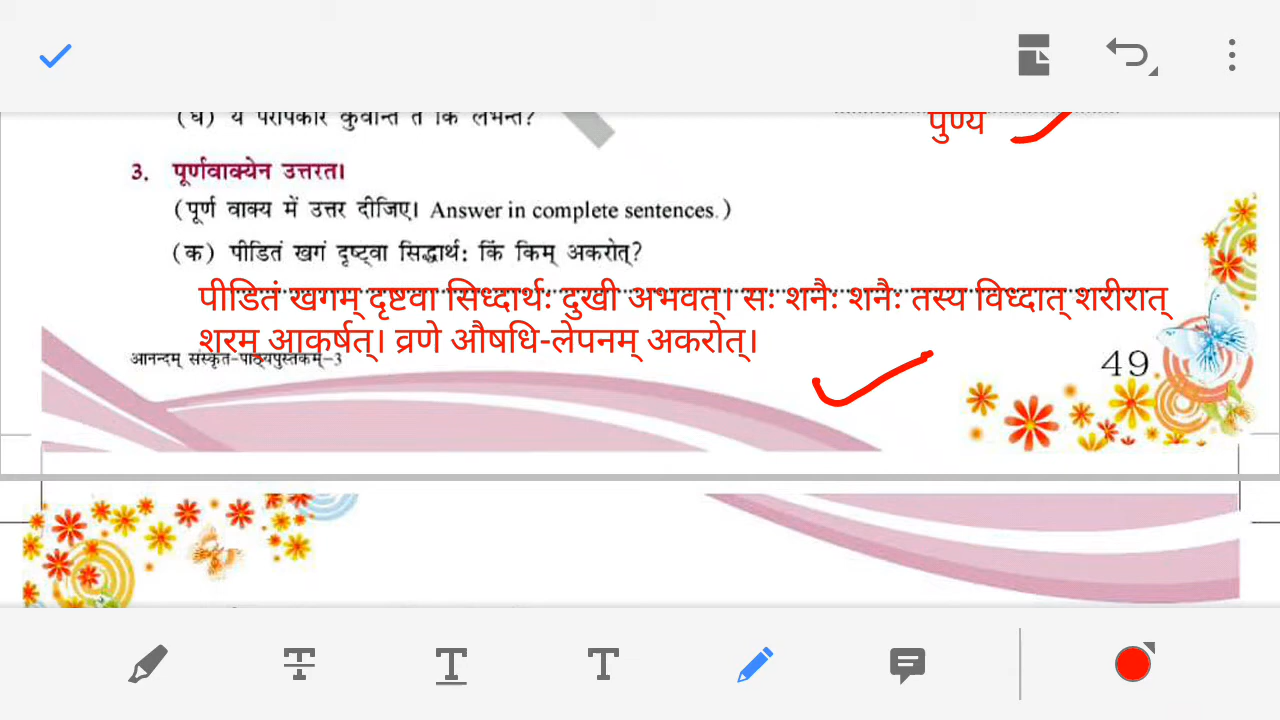 (घ) ये परोपकारं कुर्वन्ति ते किं लभन्ते?
पुण्य
3. पूर्णवाक्येन उत्तरत।
(पूर्ण वाक्य में उत्तर दीजिए। Answer in complete sentences.)
(क) पीडितं खगं दृष्ट्वा सिद्धार्थः किं किम् अकरोत्?
पीडितं खगम् दृष्टवा सिध्दार्थः दुखी अभवत्। सः शनैः शनैः तस्य विध्दात् शरीरात्
शरम् आकर्षत्। व्रणे औषधि-लेपनम् अकरोत्।
आनन्दम् संस्कृत-पाठ्यपुस्तकम्-3
49
T T T